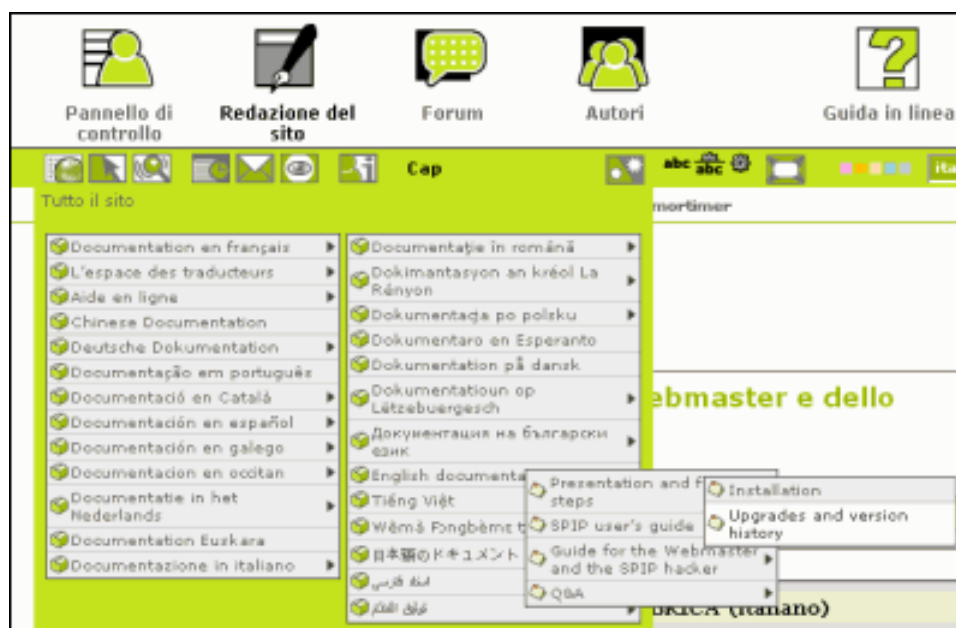 Pannello di
controllo
Redazione del
sito
Forum
Autori
Guida in linea
Cap
abc
abc
ita
Tutto il sito
mortimer
Documentation en français
L'espace des traducteurs
Aide en ligne
Chinese Documentation
Deutsche Dokumentation
Documentação em português
Documentació en Català
Documentación en español
Documentación en galego
Documentacion en occitan
Documentatie in het
Nederlands
Documentation Euskara
Documentazione in italiano
Documentaţie în română
Dokimantasyon an kréol La
Rényon
Dokumentacja po polsku
Dokumentaro en Esperanto
Dokumentation på dansk
Dokumentatioun op
Lëtzebuergesch
Документация на български
език
English documenta
Tiếng Việt
日本語のドキュメント
Presentation and f
steps
SPIP user's guide
Guide for the Webmaster
and the SPIP hacker
Q&A
Installation
Upgrades and version
history
ebmaster e dello
BRICA (italiano)